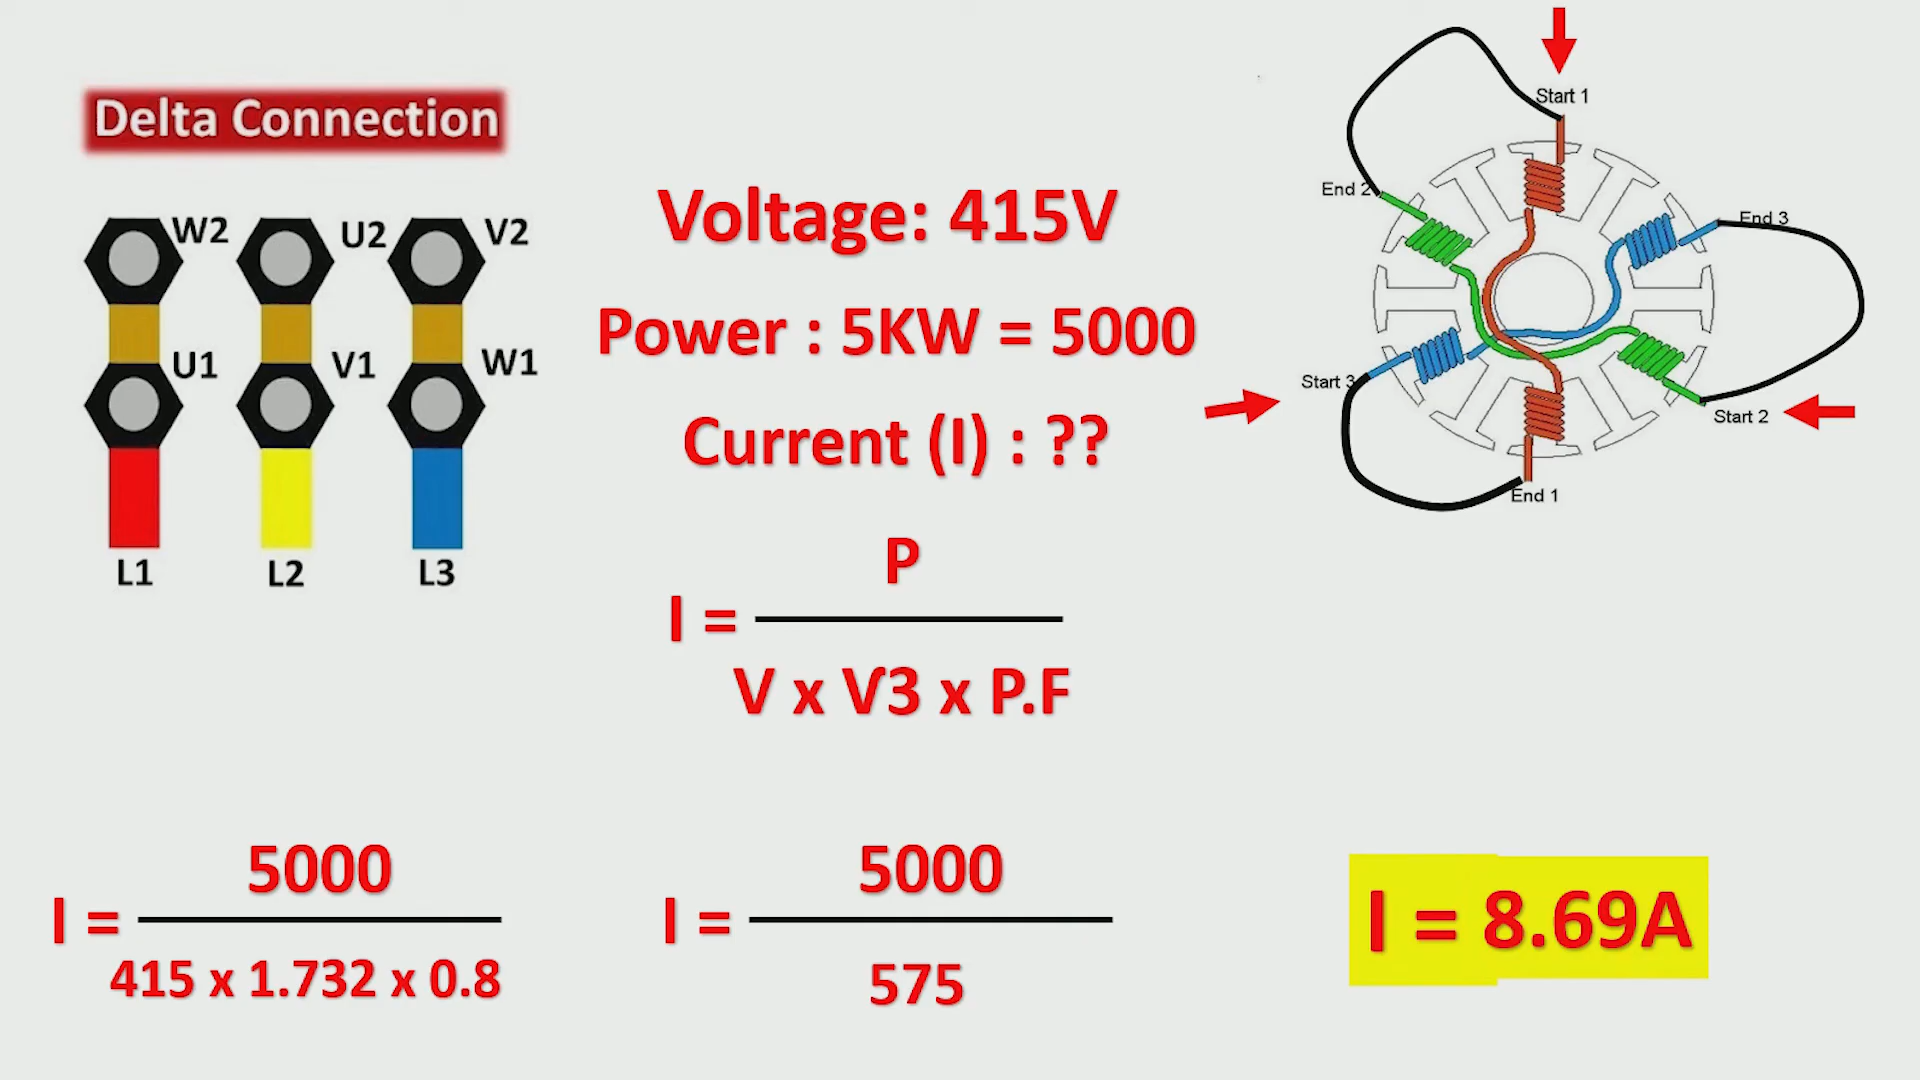 Delta Connection
W2
U2
V2
U1
V1
W1
L1
L2
L3
Voltage: 415V
Power : 5KW = 5000
Current (I) : ??
P
I =
V x V3 x P.F
Start 1
End 2
End 3
Start 3
Start 2
End 1
5000
I =
415 x 1.732 x 0.8
5000
I =
575
I = 8.69A